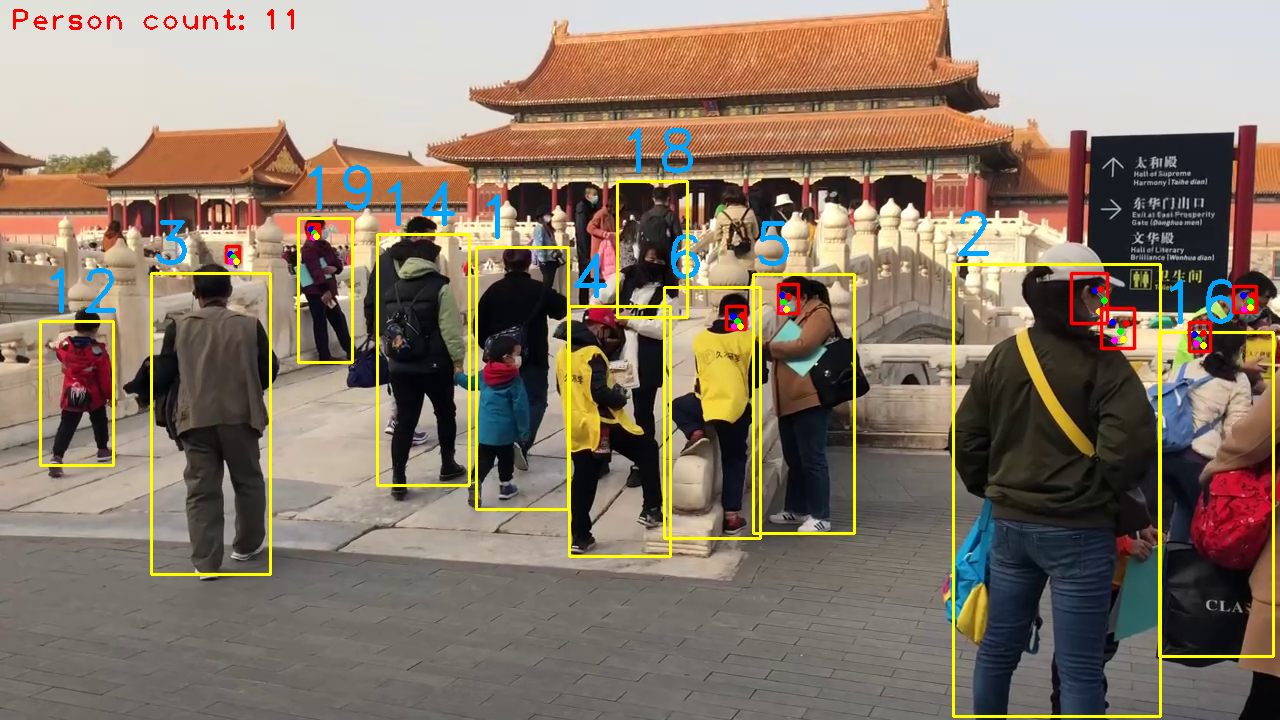 Person count: 11
18
19
14
1
3
6
5
2
4
12
16
太和殿
Hall of Supreme
Harmony (Taihe dian)
东华门出口
Exit at East Prosperity
Gate (Donghua men)
文华殿
Hall of Literary
Brilliance (Wenhua dian)
卫生间
CLA